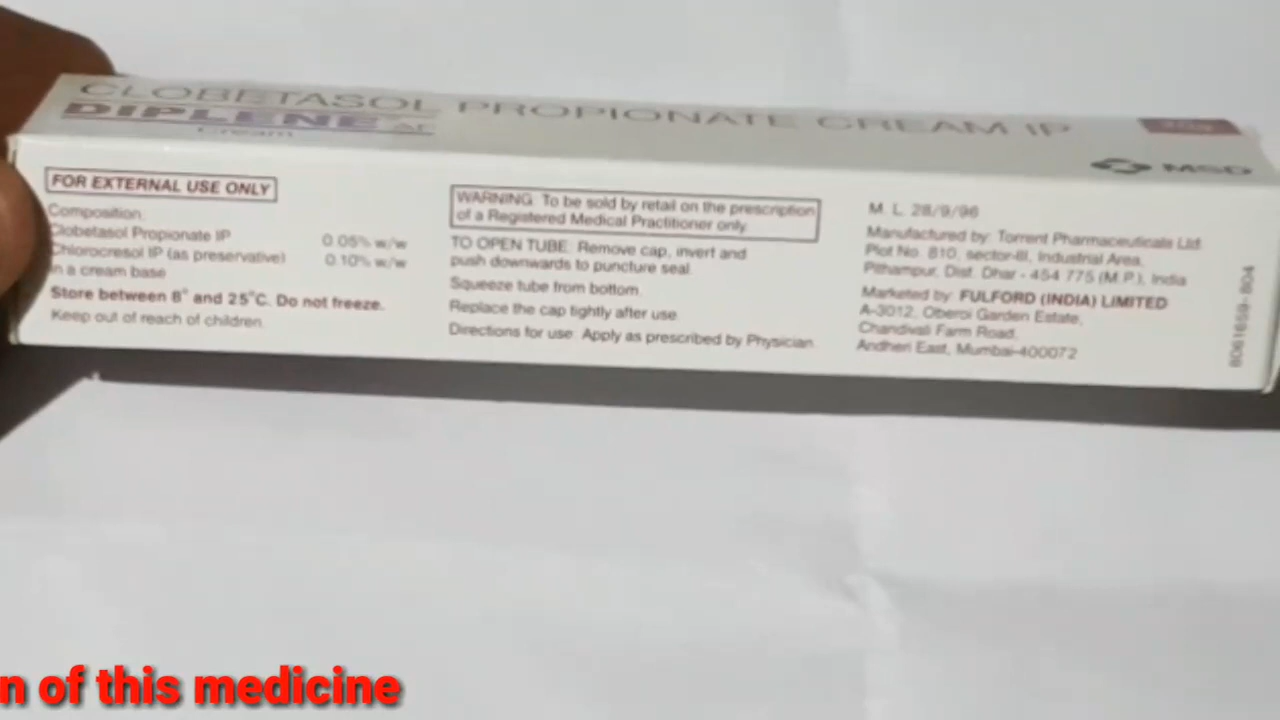 CLOBETASOL PROPIONATE CREAM IP
DIPLENE AF
Cream
MSD
FOR EXTERNAL USE ONLY
Composition:
Clobetasol Propionate IP 0.05% w/w
Chlorocresol IP (as preservative) 0.10% w/w
in a cream base
Store between 8° and 25°C. Do not freeze.
Keep out of reach of children.
WARNING: To be sold by retail on the prescription
of a Registered Medical Practitioner only.
TO OPEN TUBE: Remove cap, invert and
push downwards to puncture seal.
Squeeze tube from bottom.
Replace the cap tightly after use.
Directions for use: Apply as prescribed by Physician.
M. L. 28/9/96
Manufactured by: Torrent Pharmaceuticals Ltd.
Plot No. 810, sector-III, Industrial Area,
Pithampur, Dist. Dhar - 454 775 (M.P.), India
Marketed by: FULFORD (INDIA) LIMITED
A-3012, Oberoi Garden Estate,
Chandivali Farm Road,
Andheri East, Mumbai-400072
8061659-804
n of this medicine